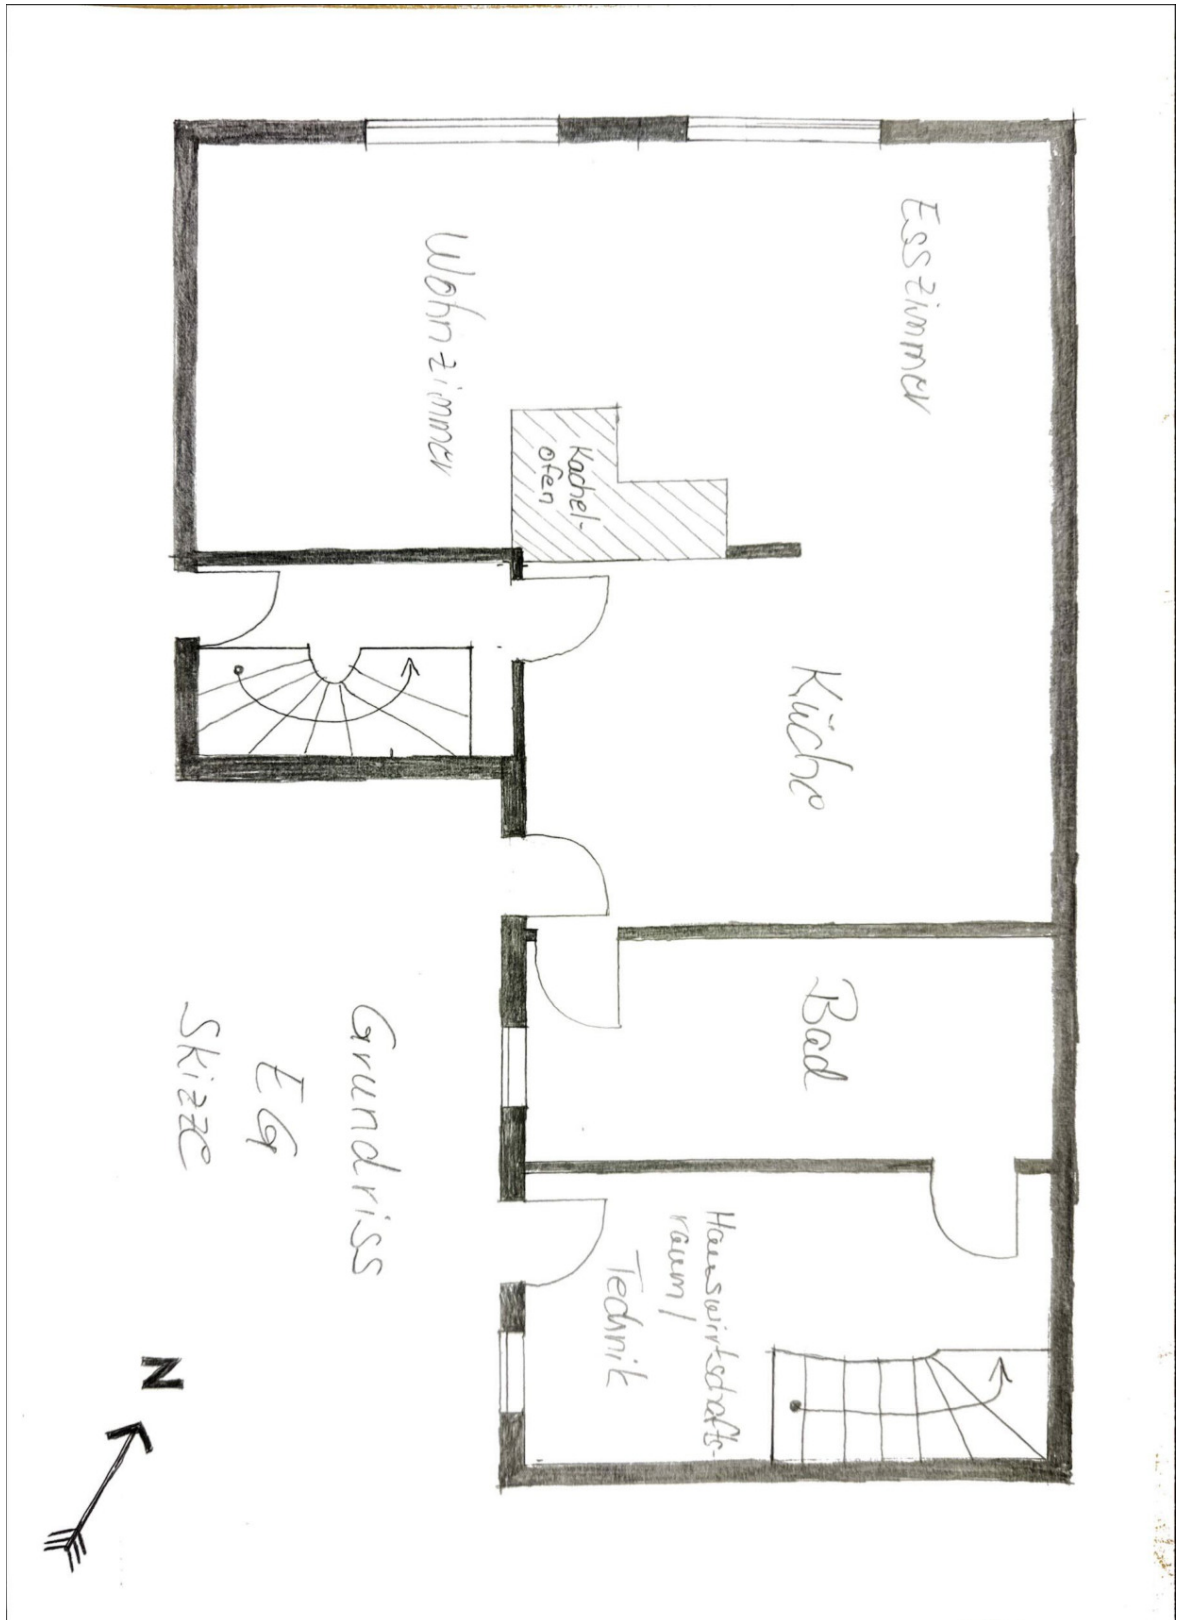 Esszimmer
Wohnzimmer
Kachel-
ofen
Küche
Bad
Hauswirtschafts-
raum/
Technik
Grundriss
EG
Skizze
N